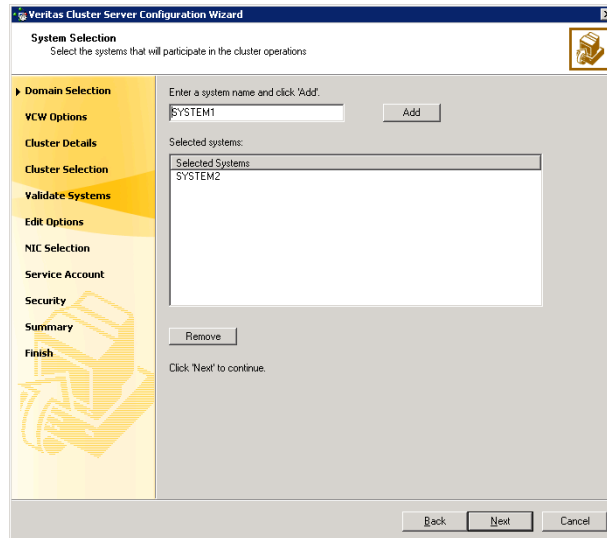 Veritas Cluster Server Configuration Wizard
System Selection
Select the systems that will participate in the cluster operations
Domain Selection
VCW Options
Cluster Details
Cluster Selection
Validate Systems
Edit Options
NIC Selection
Service Account
Security
Summary
Finish
Enter a system name and click 'Add'.
SYSTEM1
Add
Selected systems:
Selected Systems
SYSTEM2
Remove
Click 'Next' to continue.
Back
Next
Cancel